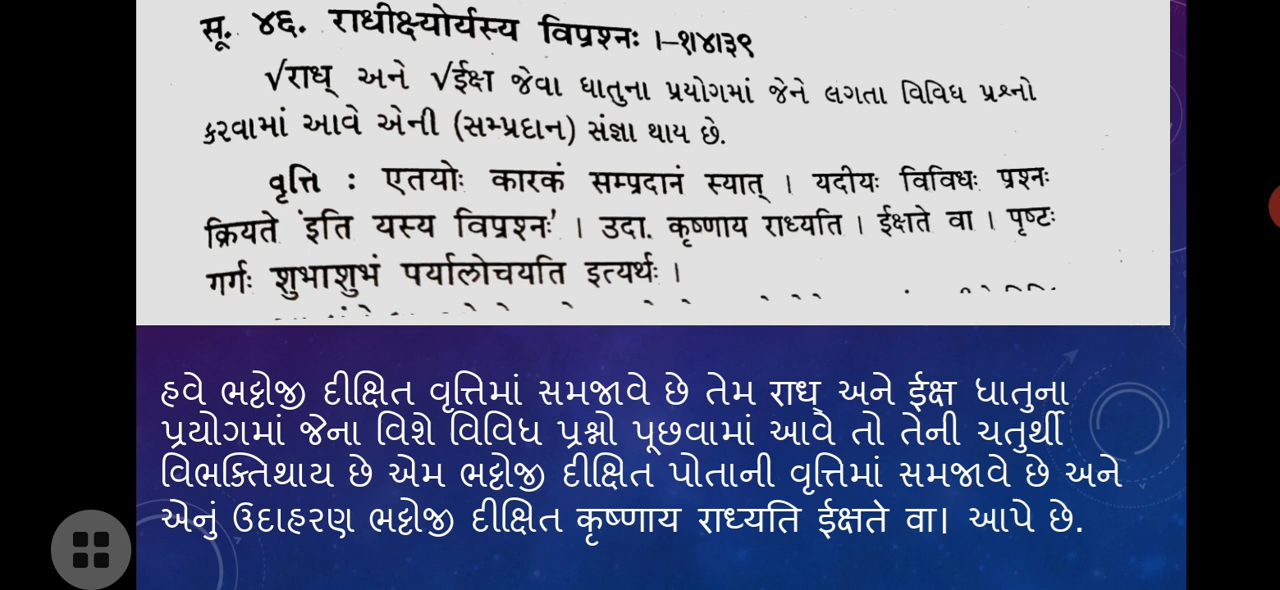 સૂ. ૪૬. राधीक्ष्योर्यस्य विप्रश्नः ।-१।४।३९
√રાધ્ અને √ईक्ष જેવા ધાતુના પ્રયોગમાં જેને લગતા વિવિધ પ્રશ્નો
કરવામાં આવે એની (સમ્પ્રદાન) સંજ્ઞા થાય છે.
वृत्ति : एतयोः कारकं सम्प्रदानं स्यात् । यदीयः विविधः प्रश्नः
क्रियते 'इति यस्य विप्रश्नः' । उदा. कृष्णाय राध्यति । ईक्षते वा । पृष्टः
गर्गः शुभाशुभं पर्यालोचयति इत्यर्थः ।
હવે ભટ્ટોજી દીક્ષિત વૃત્તિમાં સમજાવે છે તેમ राध् અને ईक्ष ધાતુના
પ્રયોગમાં જેના વિશે વિવિધ પ્રશ્નો પૂછવામાં આવે તો તેની ચતુર્થી
વિભક્તિથાય છે એમ ભટ્ટોજી દીક્ષિત પોતાની વૃત્તિમાં સમજાવે છે અને
એનું ઉદાહરણ ભટ્ટોજી દીક્ષિત कृष्णाय राध्यति ईक्षते वा। આપે છે.